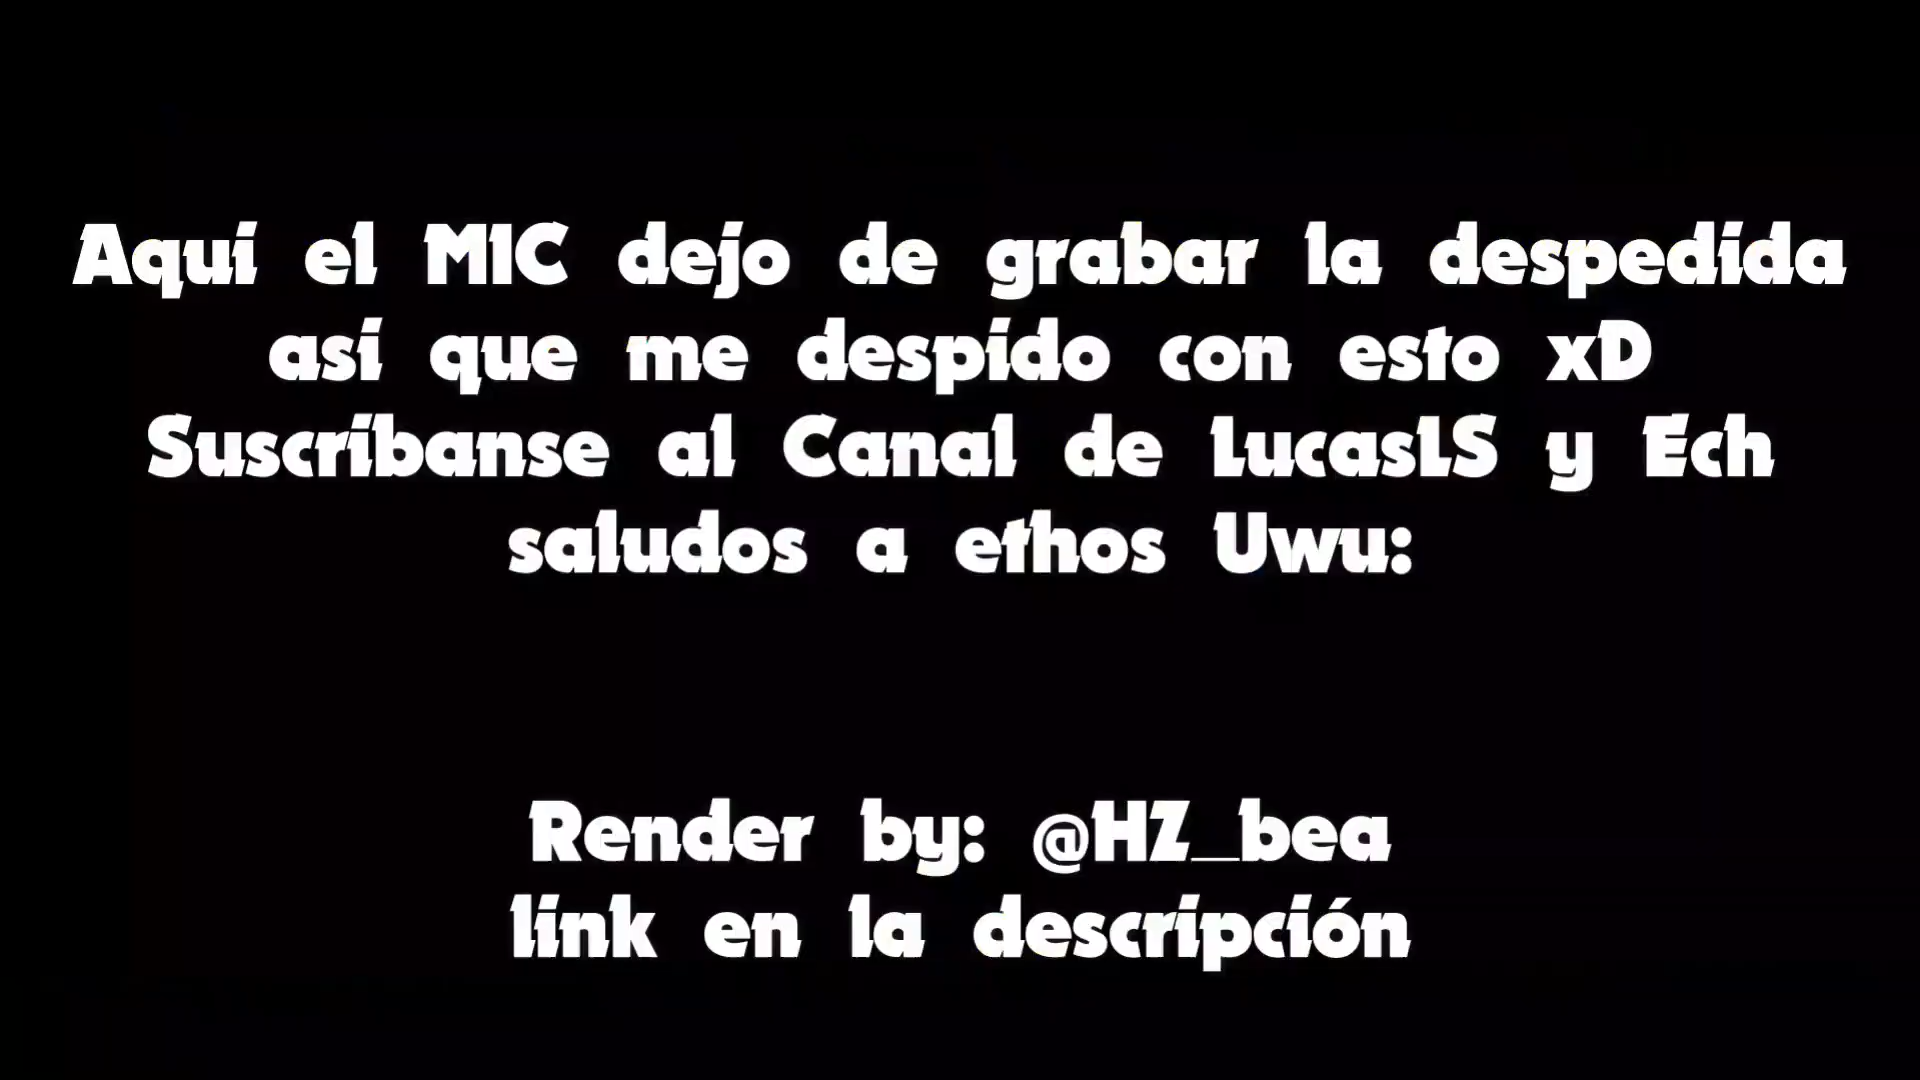 Aqui el MIC dejo de grabar la despedida
asi que me despido con esto xD
Suscribanse al Canal de LucasLS y Ech
saludos a ethos Uwu:
Render by: @HZ_bea
link en la descripción